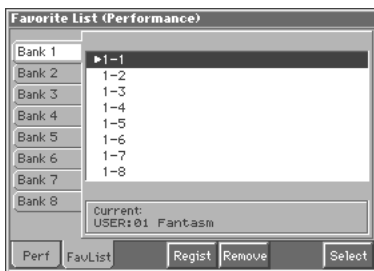 Favorite List (Performance)
Bank 1
Bank 2
Bank 3
Bank 4
Bank 5
Bank 6
Bank 7
Bank 8
▶1-1
1-2
1-3
1-4
1-5
1-6
1-7
1-8
Current:
USER:01 Fantasm
Perf FavList Regist Remove Select